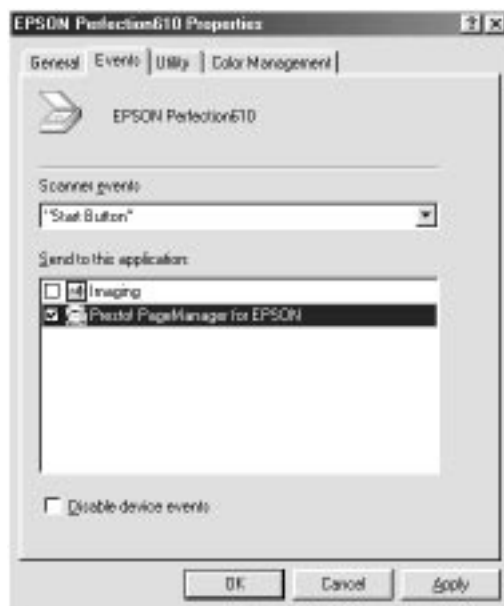 EPSON Perfection610 Properties
General Events Utility Color Management
EPSON Perfection610
Scanner events
"Start Button"
Send to this application:
Imaging
Presto! PageManager for EPSON
Disable device events
OK Cancel Apply